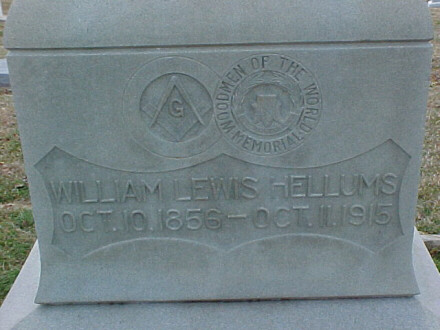 G
WOODMEN OF THE WORLD
MEMORIAL
WILLIAM LEWIS HELLUMS
OCT. 10. 1856 — OCT. 11. 1915